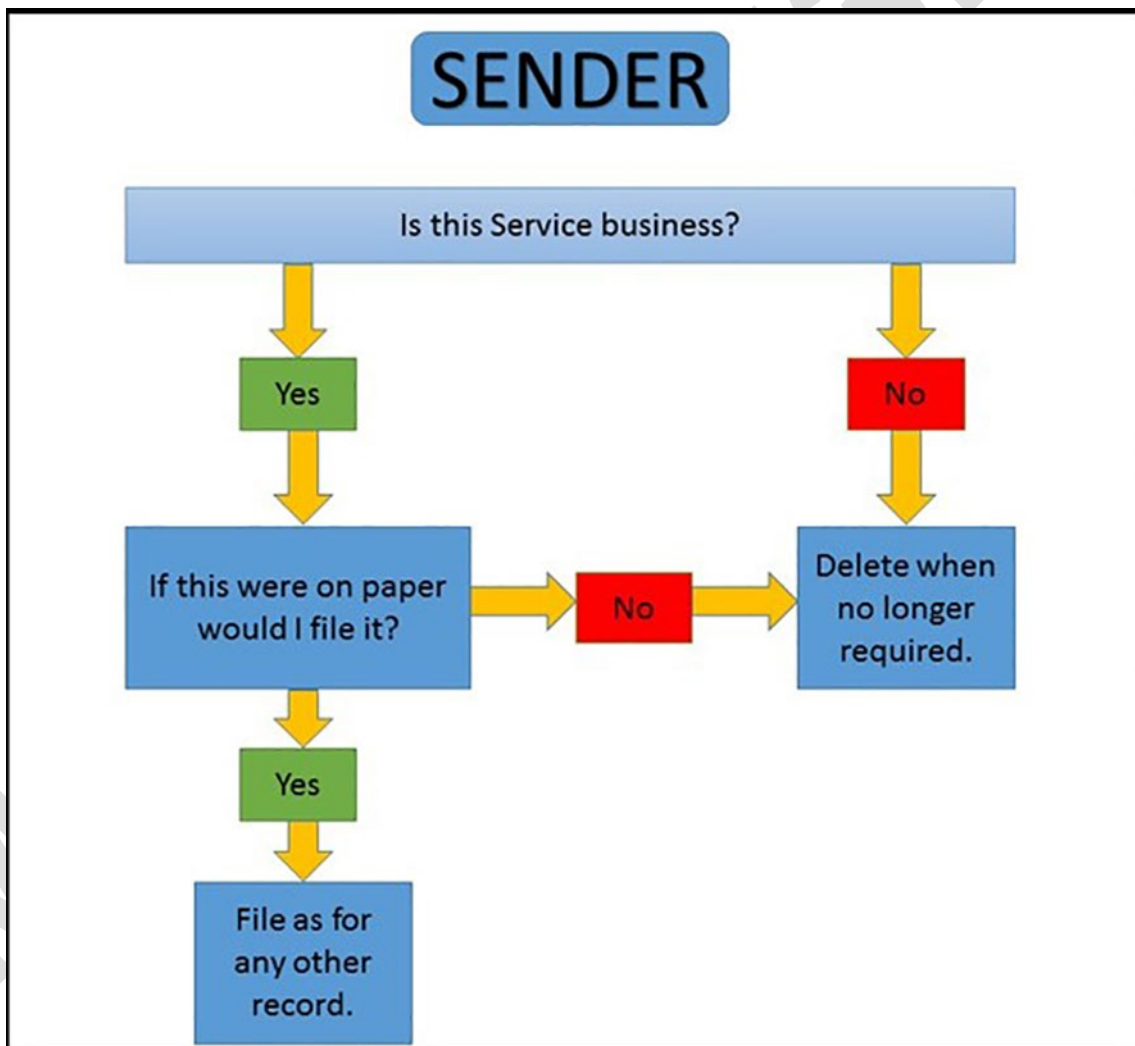 SENDER
Is this Service business?
Yes
No
If this were on paper
would I file it?
No
Delete when
no longer
required.
Yes
File as for
any other
record.